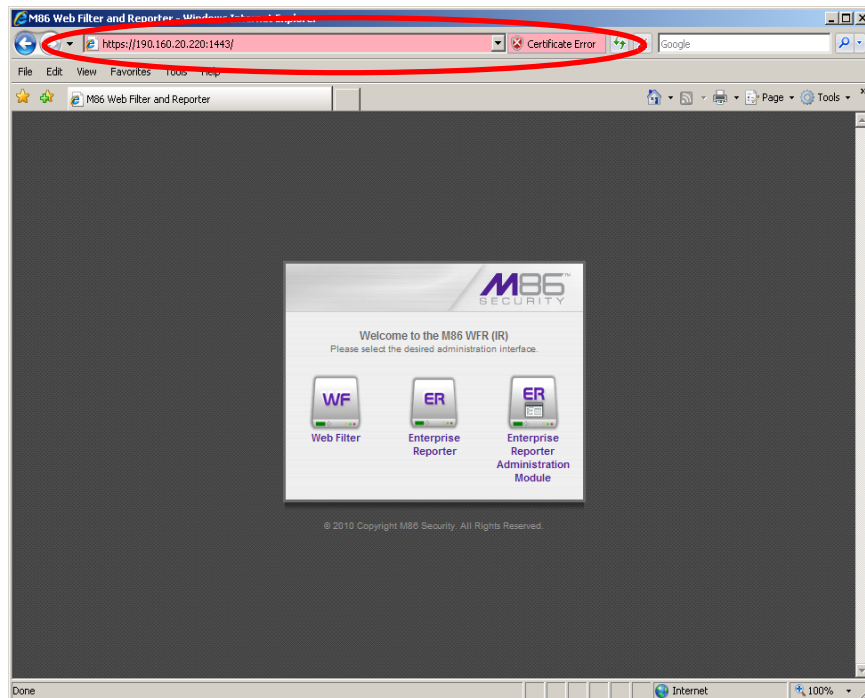 M86 Web Filter and Reporter - Windows Internet Explorer
https://190.160.20.220:1443/
Certificate Error
Google
File Edit View Favorites Tools Help
M86 Web Filter and Reporter
Page Tools
M86™
SECURITY
Welcome to the M86 WFR (IR)
Please select the desired administration interface.
WF
ER
ER
Web Filter
Enterprise
Reporter
Enterprise
Reporter
Administration
Module
© 2010 Copyright M86 Security. All Rights Reserved.
Done
Internet
100%